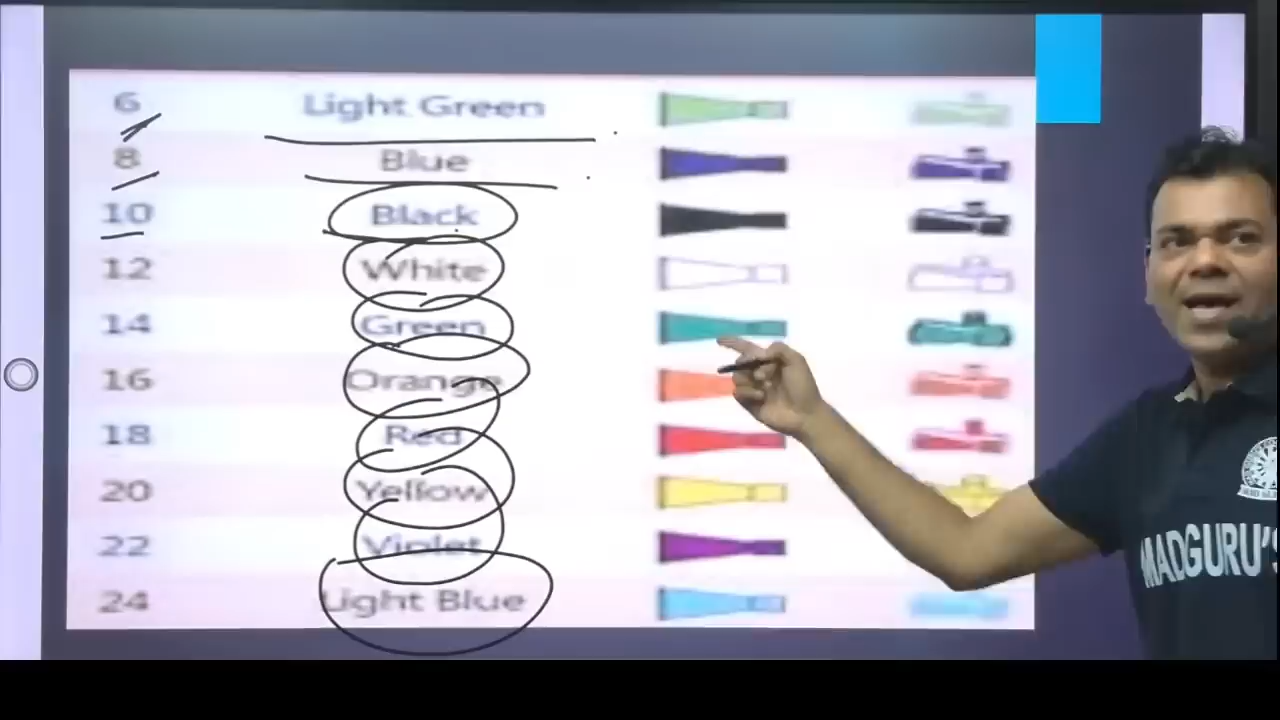 6 Light Green
8 Blue
10 Black
12 White
14 Green
16 Orange
18 Red
20 Yellow
22 Violet
24 Light Blue
MADGURU'S